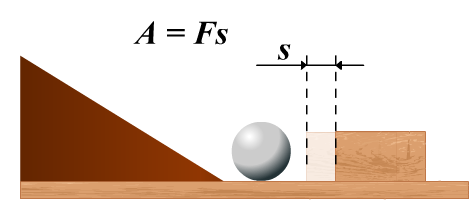 A = Fs
s